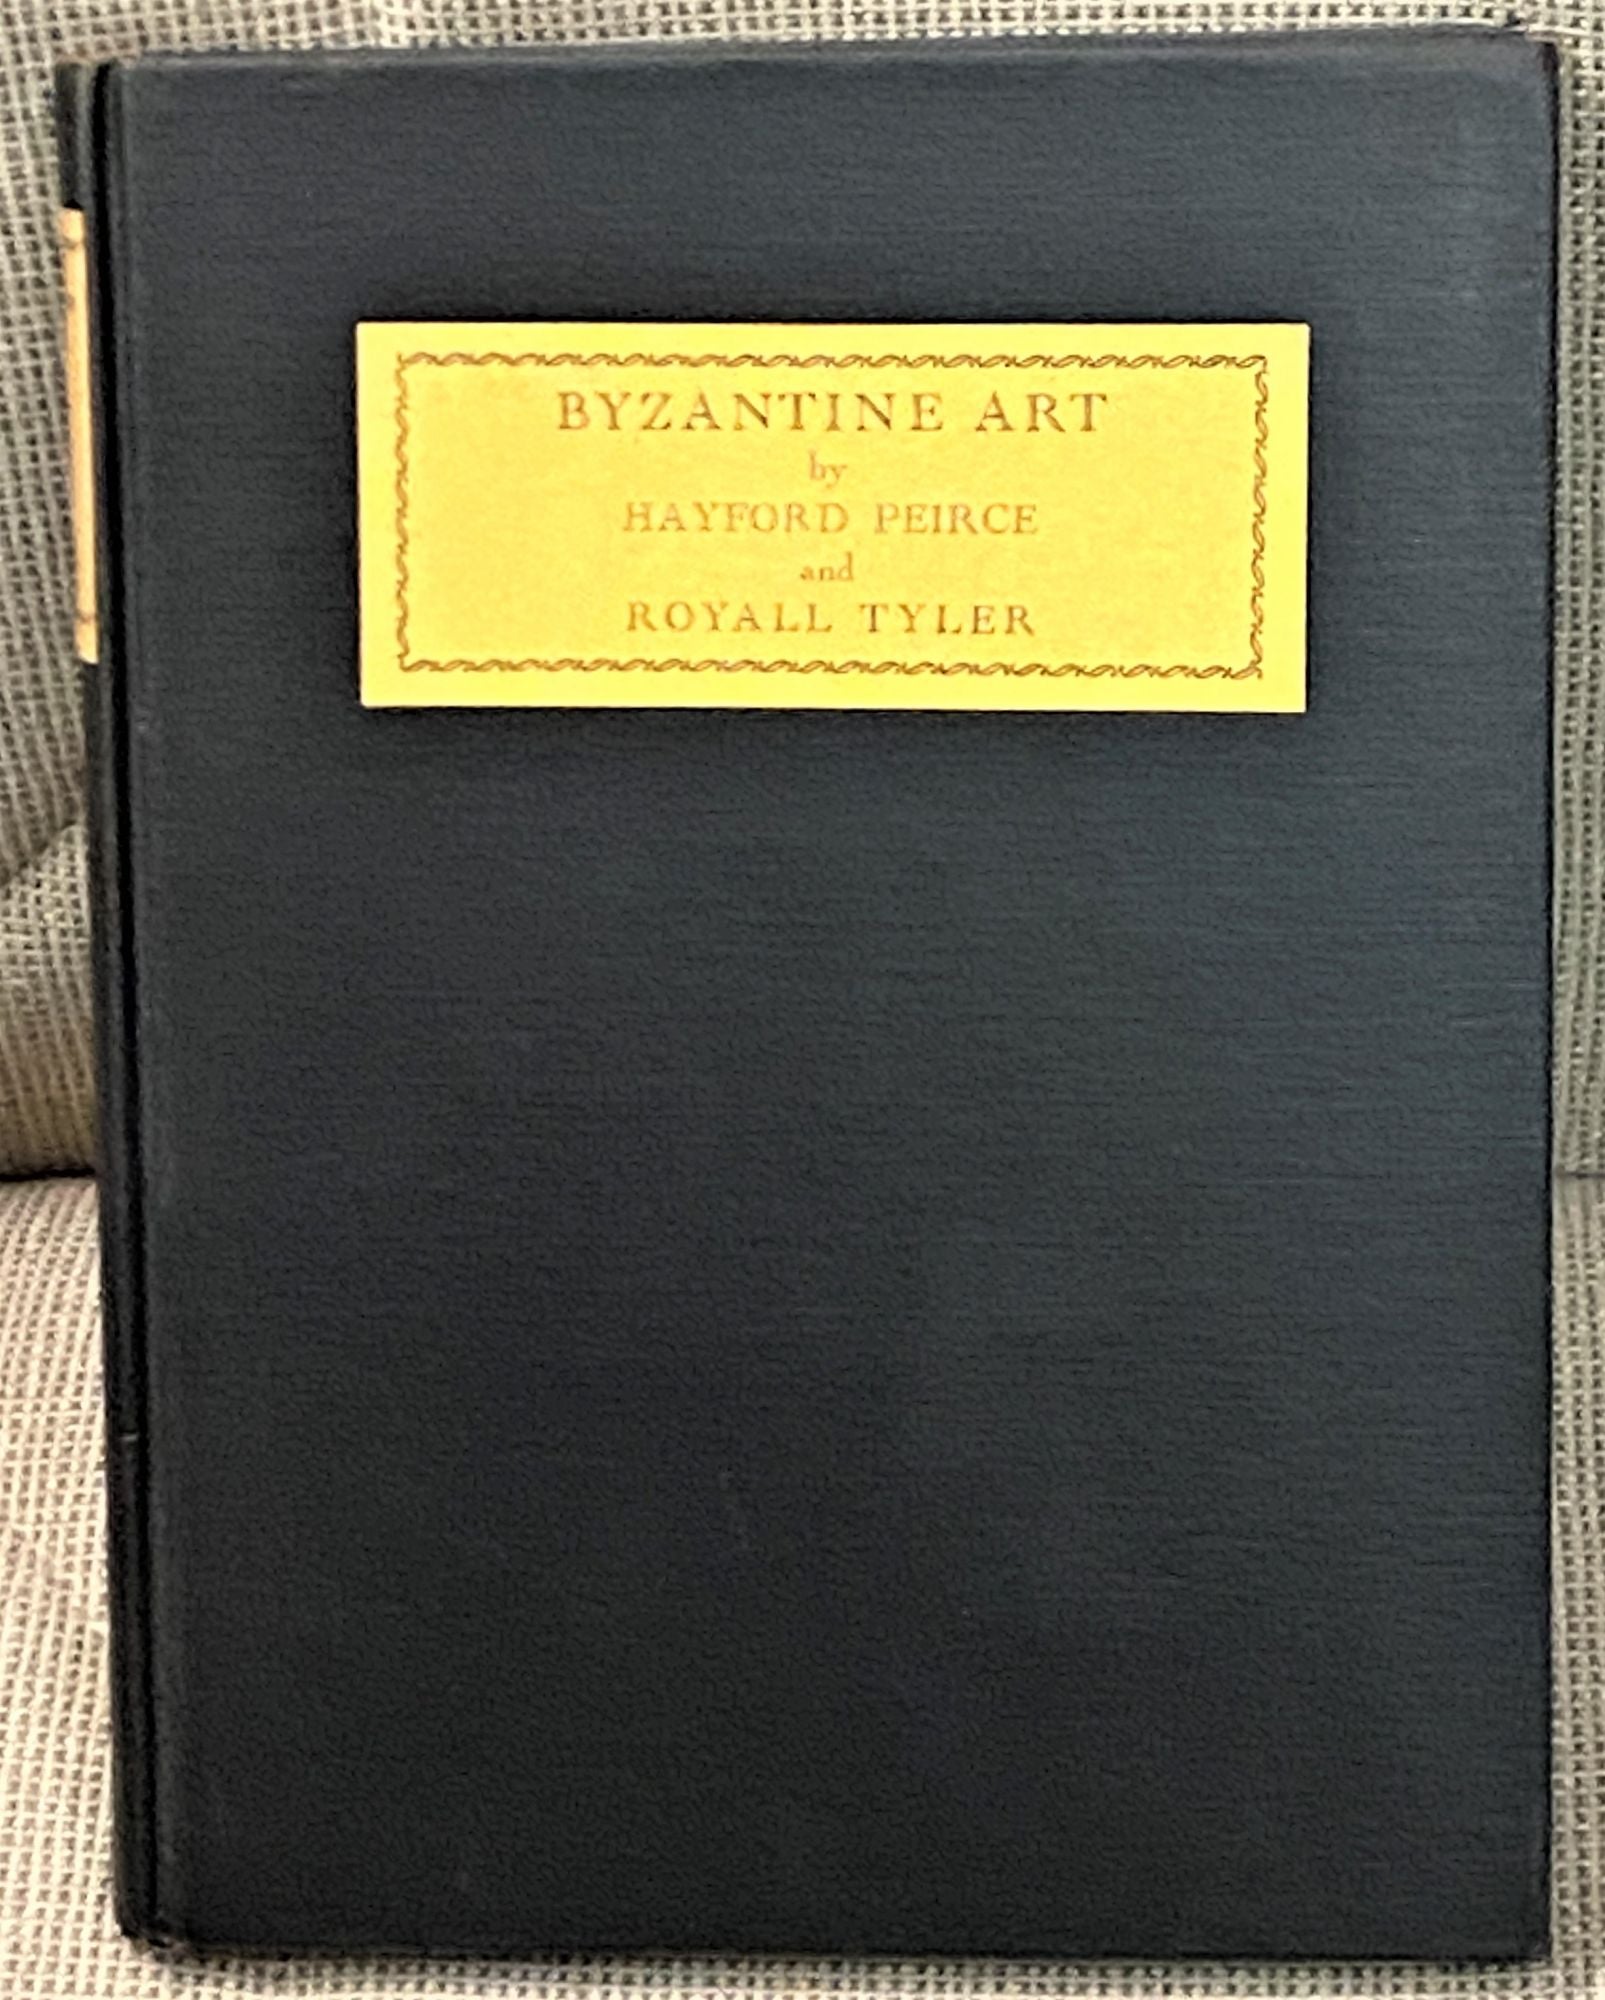 BYZANTINE ART
by
HAYFORD PEIRCE
and
ROYALL TYLER